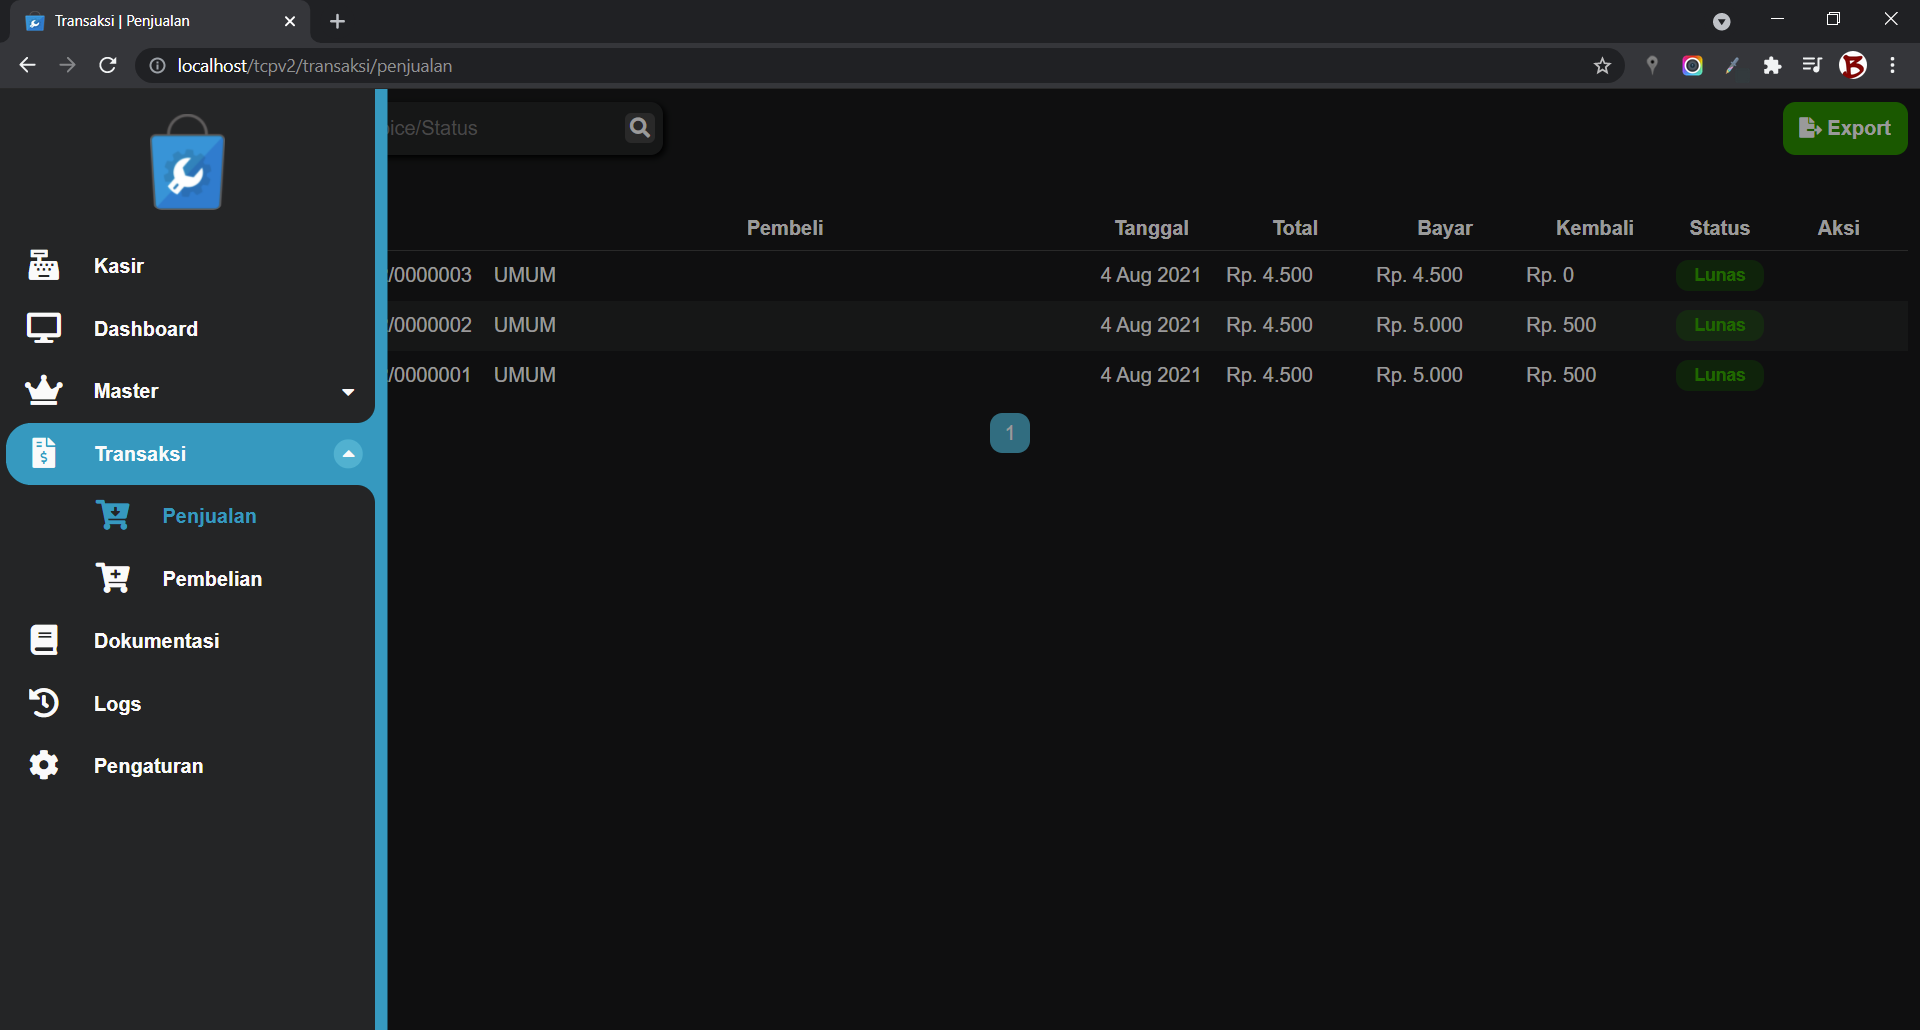 Transaksi | Penjualan
localhost/tcpv2/transaksi/penjualan
Kasir
Dashboard
Master
Transaksi
Penjualan
Pembelian
Dokumentasi
Logs
Pengaturan
oice/Status
Export
Pembeli Tanggal Total Bayar Kembali Status Aksi
/0000003 UMUM 4 Aug 2021 Rp. 4.500 Rp. 4.500 Rp. 0 Lunas
/0000002 UMUM 4 Aug 2021 Rp. 4.500 Rp. 5.000 Rp. 500 Lunas
/0000001 UMUM 4 Aug 2021 Rp. 4.500 Rp. 5.000 Rp. 500 Lunas
1